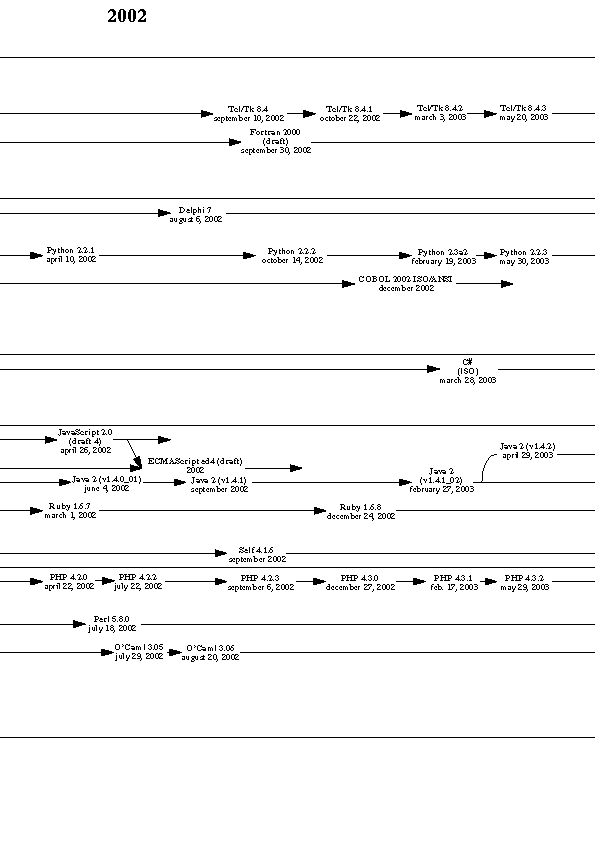 2002
Tcl/Tk 8.4
september 10, 2002
Tcl/Tk 8.4.1
october 22, 2002
Tcl/Tk 8.4.2
march 3, 2003
Tcl/Tk 8.4.3
may 20, 2003
Fortran 2000
(draft)
september 30, 2002
Delphi 7
august 6, 2002
Python 2.2.1
april 10, 2002
Python 2.2.2
october 14, 2002
Python 2.3a2
february 19, 2003
Python 2.2.3
may 30, 2003
COBOL 2002 ISO/ANSI
december 2002
C#
(ISO)
march 28, 2003
JavaScript 2.0
(draft 4)
april 26, 2002
ECMAScript ed4 (draft)
2002
Java 2 (v1.4.0_01)
june 4, 2002
Java 2 (v1.4.1)
september 2002
Java 2
(v1.4.1_02)
february 27, 2003
Java 2 (v1.4.2)
april 29, 2003
Ruby 1.6.7
march 1, 2002
Ruby 1.6.8
december 24, 2002
Self 4.1.6
september 2002
PHP 4.2.0
april 22, 2002
PHP 4.2.2
july 22, 2002
PHP 4.2.3
september 6, 2002
PHP 4.3.0
december 27, 2002
PHP 4.3.1
feb. 17, 2003
PHP 4.3.2
may 29, 2003
Perl 5.8.0
july 18, 2002
O'Caml 3.05
july 29, 2002
O'Caml 3.06
august 20, 2002